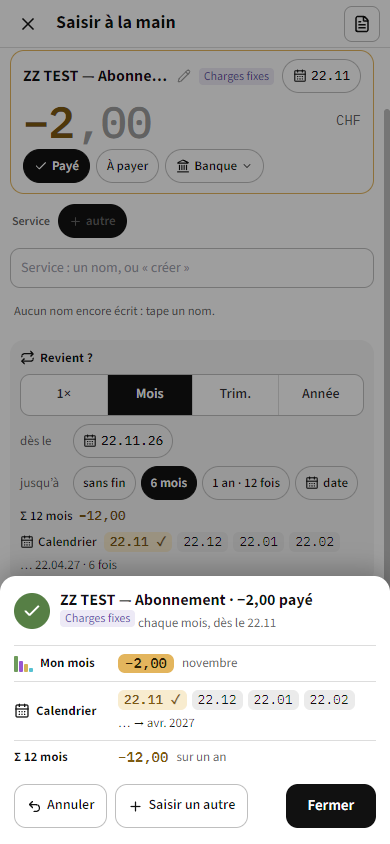 Saisir à la main
ZZ TEST — Abonne… Charges fixes 22.11
−2,00 CHF
Payé À payer Banque
Service + autre
Service : un nom, ou « créer »
Aucun nom encore écrit : tape un nom.
Revient ?
1× Mois Trim. Année
dès le 22.11.26
jusqu'à sans fin 6 mois 1 an · 12 fois date
Σ 12 mois −12,00
Calendrier 22.11 ✓ 22.12 22.01 22.02
… 22.04.27 · 6 fois
ZZ TEST — Abonnement · −2,00 payé
Charges fixes chaque mois, dès le 22.11
Mon mois −2,00 novembre
Calendrier 22.11 ✓ 22.12 22.01 22.02
… → avr. 2027
Σ 12 mois −12,00 sur un an
Annuler + Saisir un autre Fermer